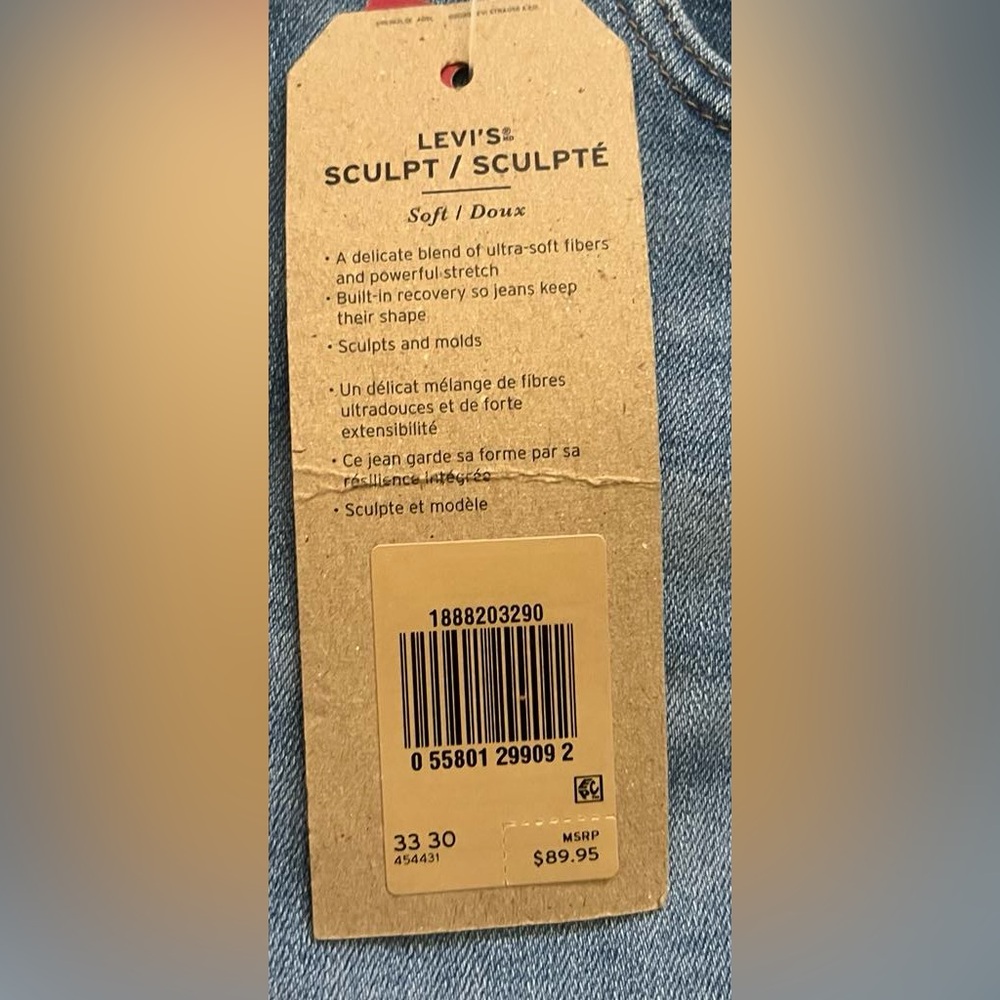 LEVI'S®
SCULPT / SCULPTÉ
Soft / Doux
• A delicate blend of ultra-soft fibers
and powerful stretch
• Built-in recovery so jeans keep
their shape
• Sculpts and molds
• Un délicat mélange de fibres
ultradouces et de forte
extensibilité
• Ce jean garde sa forme par sa
résilience intégrée
• Sculpte et modèle
1888203290
0 55801 29909 2
33 30
454431
MSRP
$89.95